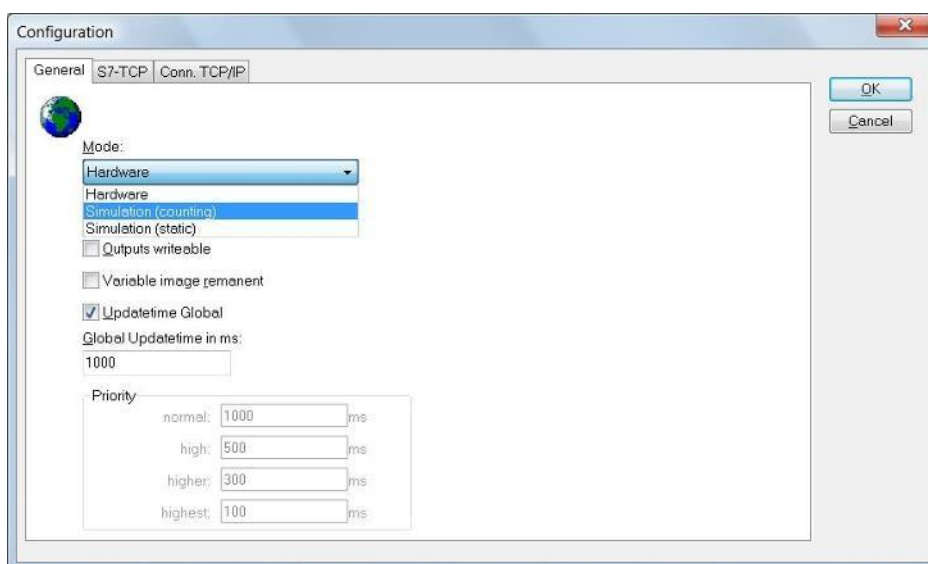 Configuration
General S7-TCP Conn. TCP/IP
OK
Cancel
Mode:
Hardware
Hardware
Simulation (counting)
Simulation (static)
Outputs writeable
Variable image remanent
Updatetime Global
Global Updatetime in ms:
1000
Priority
normal: 1000 ms
high: 500 ms
higher: 300 ms
highest: 100 ms